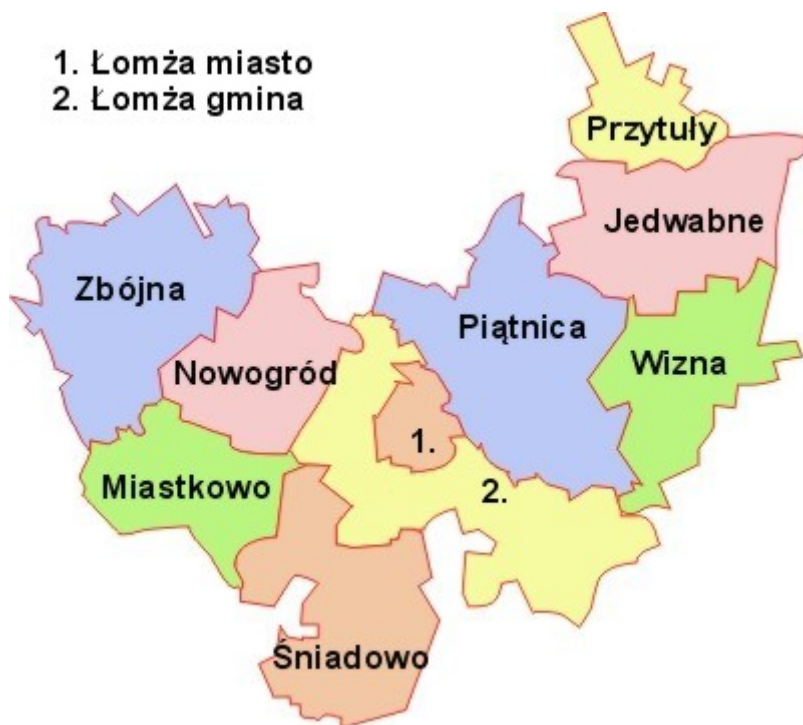 1. Łomża miasto
2. Łomża gmina
Przytuły
Jedwabne
Zbójna
Piątnica
Nowogród
Wizna
1.
Miastkowo
2.
Śniadowo